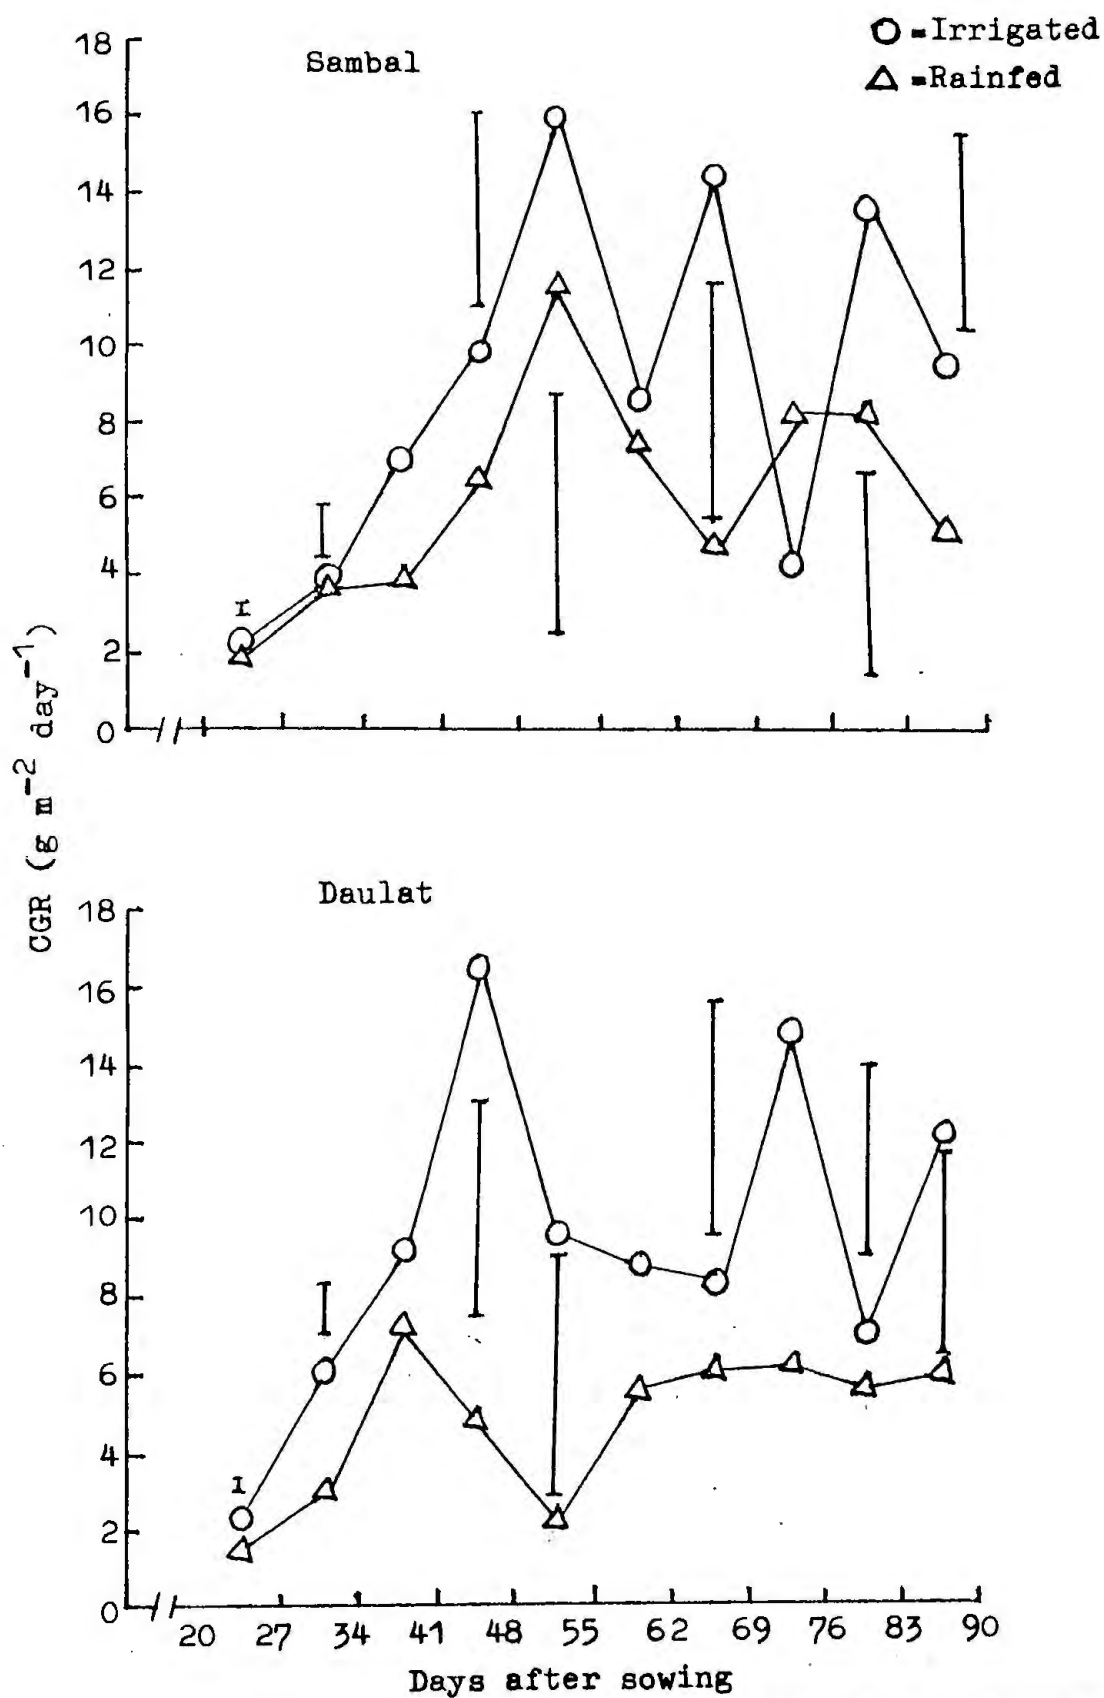 O = Irrigated
△ = Rainfed
Sambal
18
16
14
12
10
8
6
4
2
0
CGR (g m⁻² day⁻¹)
Daulat
18
16
14
12
10
8
6
4
2
0
20 27 34 41 48 55 62 69 76 83 90
Days after sowing